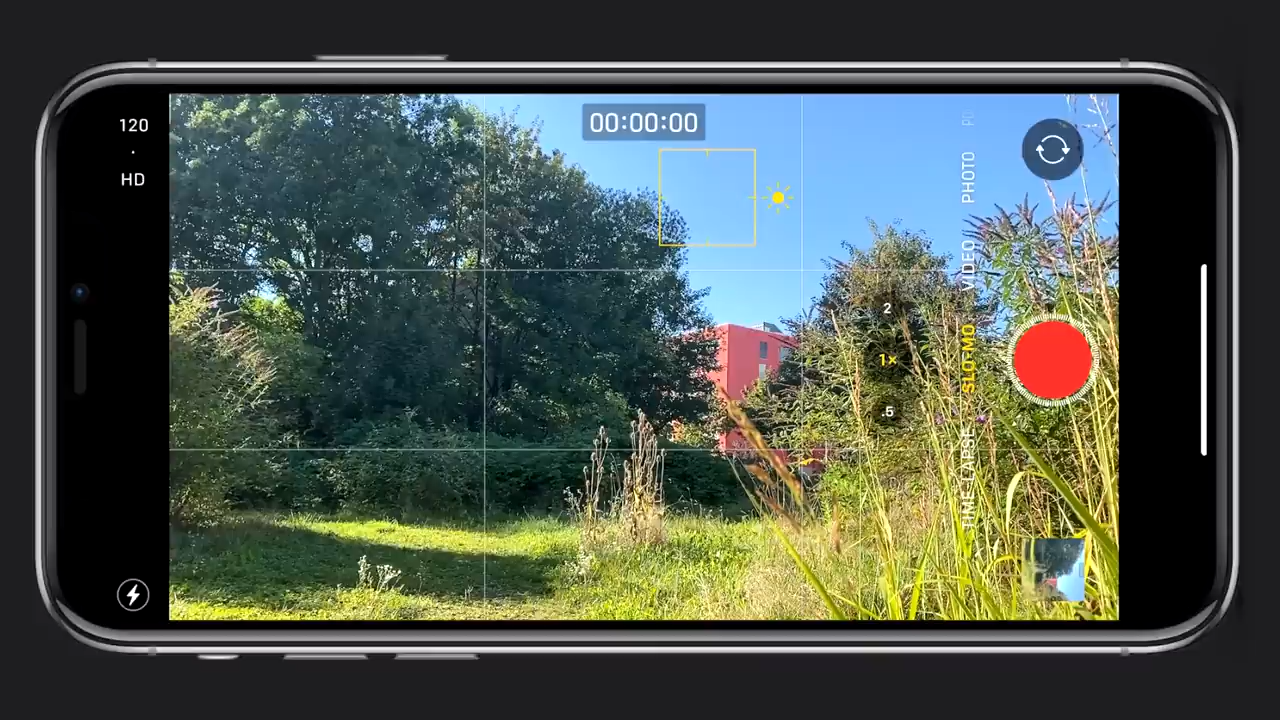 120
·
HD
00:00:00
2
1×
.5
PHOTO
VIDEO
SLO-MO
TIME-LAPSE